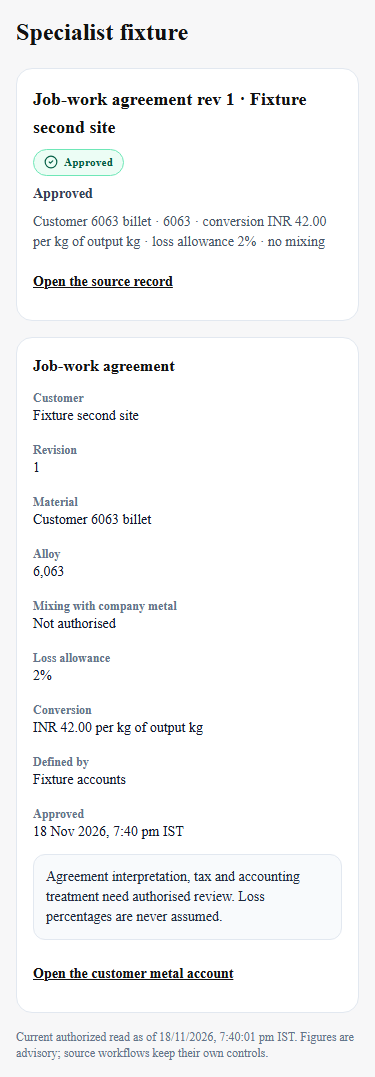 Specialist fixture
Job-work agreement rev 1 · Fixture
second site
Approved
Approved
Customer 6063 billet · 6063 · conversion INR 42.00
per kg of output kg · loss allowance 2% · no mixing
Open the source record
Job-work agreement
Customer
Fixture second site
Revision
1
Material
Customer 6063 billet
Alloy
6,063
Mixing with company metal
Not authorised
Loss allowance
2%
Conversion
INR 42.00 per kg of output kg
Defined by
Fixture accounts
Approved
18 Nov 2026, 7:40 pm IST
Agreement interpretation, tax and accounting
treatment need authorised review. Loss
percentages are never assumed.
Open the customer metal account
Current authorized read as of 18/11/2026, 7:40:01 pm IST. Figures are
advisory; source workflows keep their own controls.